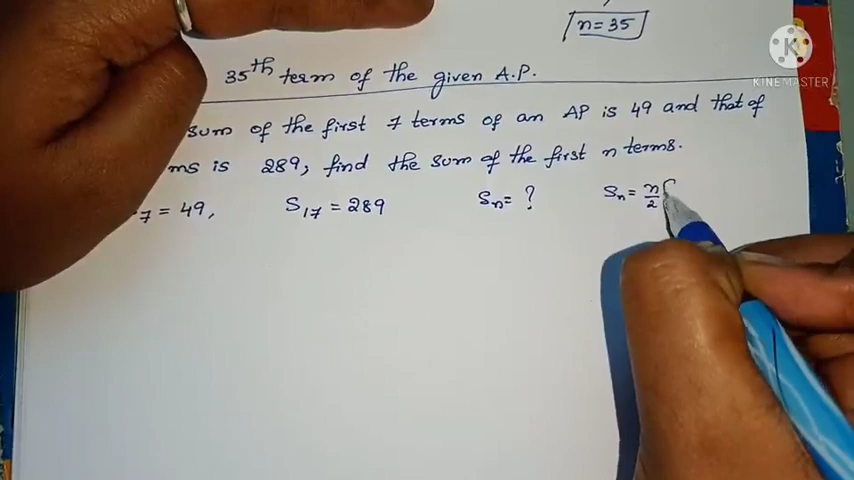 n = 35
K
KINEMASTER
35th term of the given A.P.
sum of the first 7 terms of an AP is 49 and that of
ms is 289, find the sum of the first n terms.
7 = 49, S17 = 289 Sn = ? Sn = n/2 [